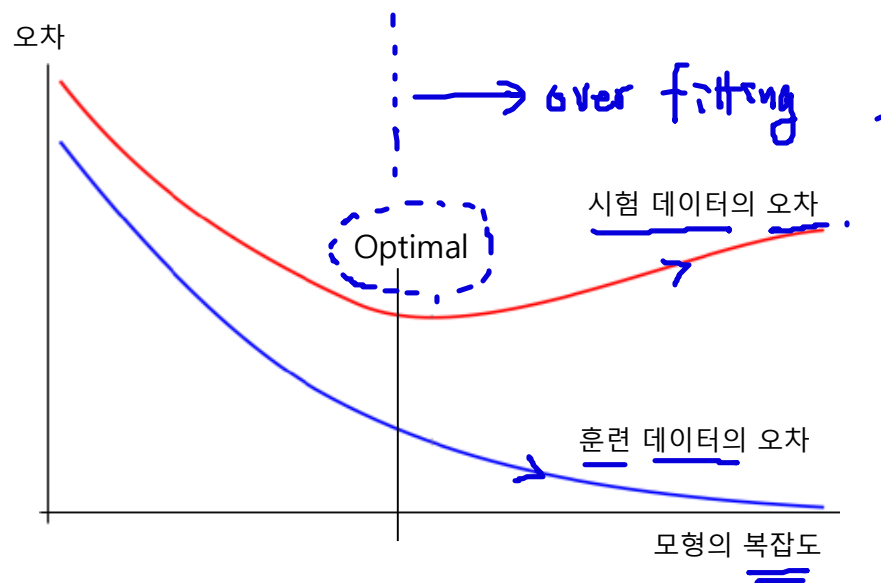 오차
over fitting
시험 데이터의 오차
Optimal
훈련 데이터의 오차
모형의 복잡도